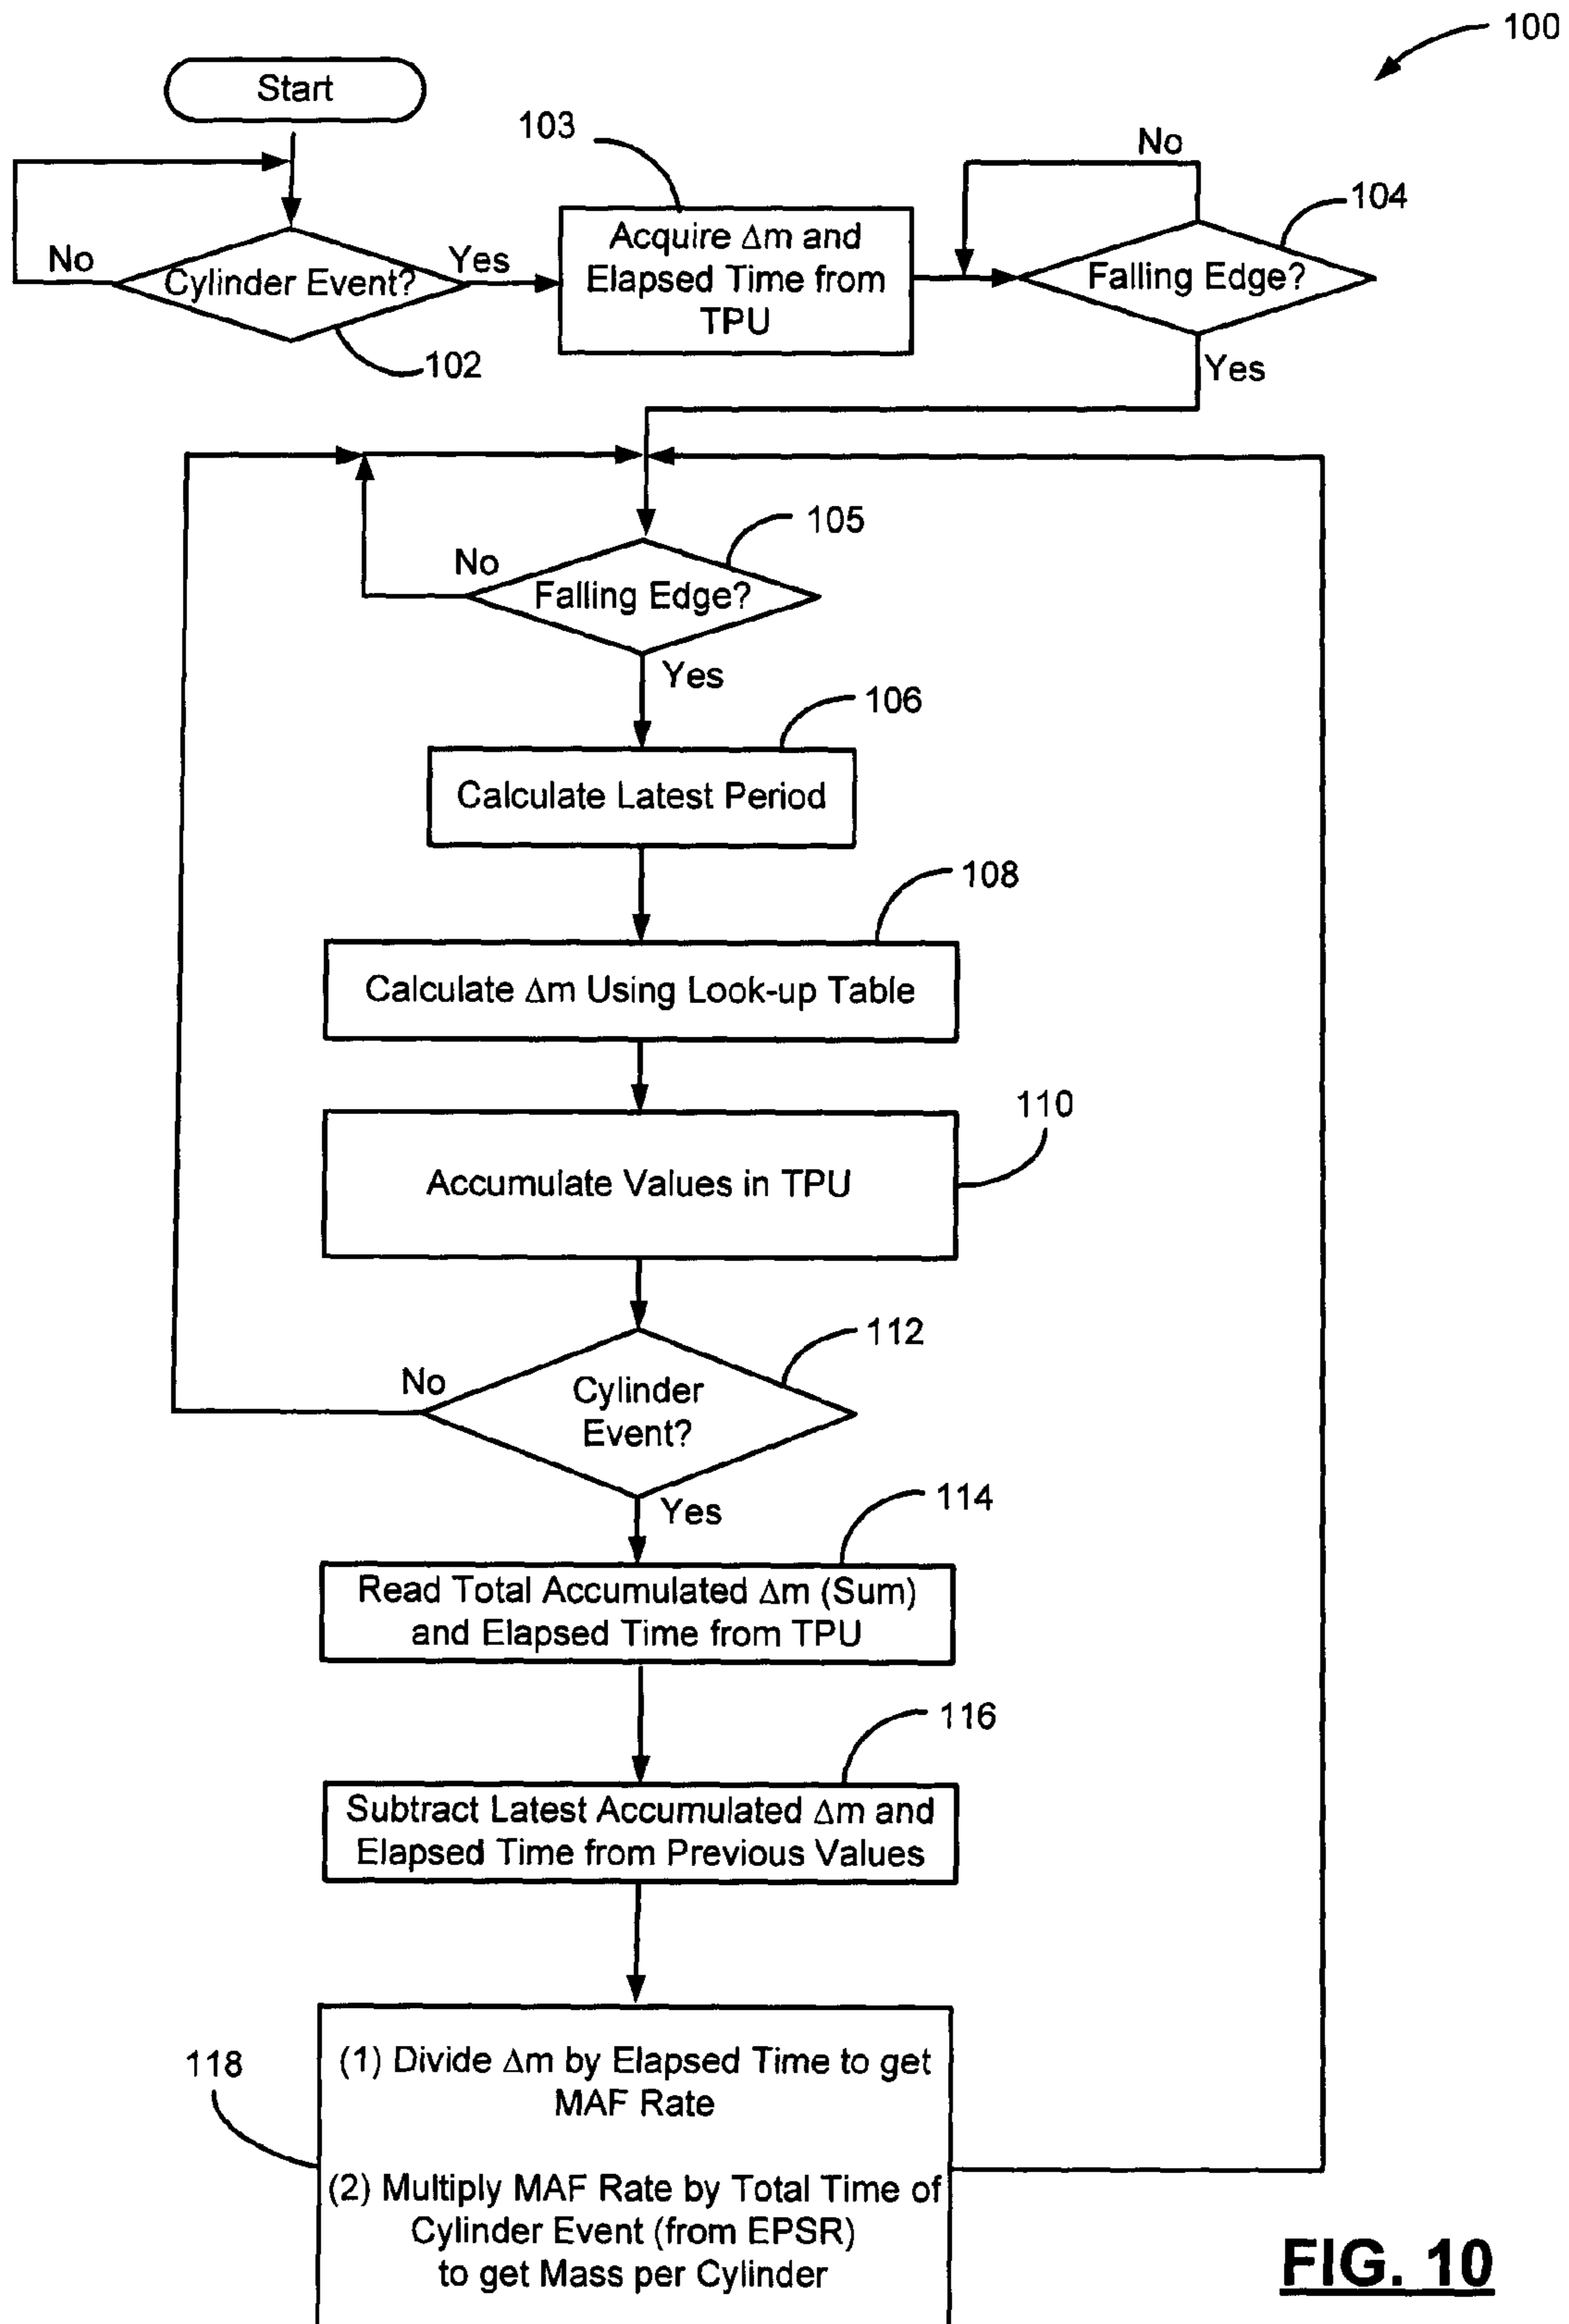 100
Start
103
No
104
No
Cylinder Event?
Yes
Acquire Δm and
Elapsed Time from
TPU
Falling Edge?
102
Yes
105
No
Falling Edge?
Yes
106
Calculate Latest Period
108
Calculate Δm Using Look-up Table
110
Accumulate Values in TPU
112
No
Cylinder
Event?
Yes
114
Read Total Accumulated Δm (Sum)
and Elapsed Time from TPU
116
Subtract Latest Accumulated Δm and
Elapsed Time from Previous Values
118
(1) Divide Δm by Elapsed Time to get
MAF Rate
(2) Multiply MAF Rate by Total Time of
Cylinder Event (from EPSR)
to get Mass per Cylinder
FIG. 10